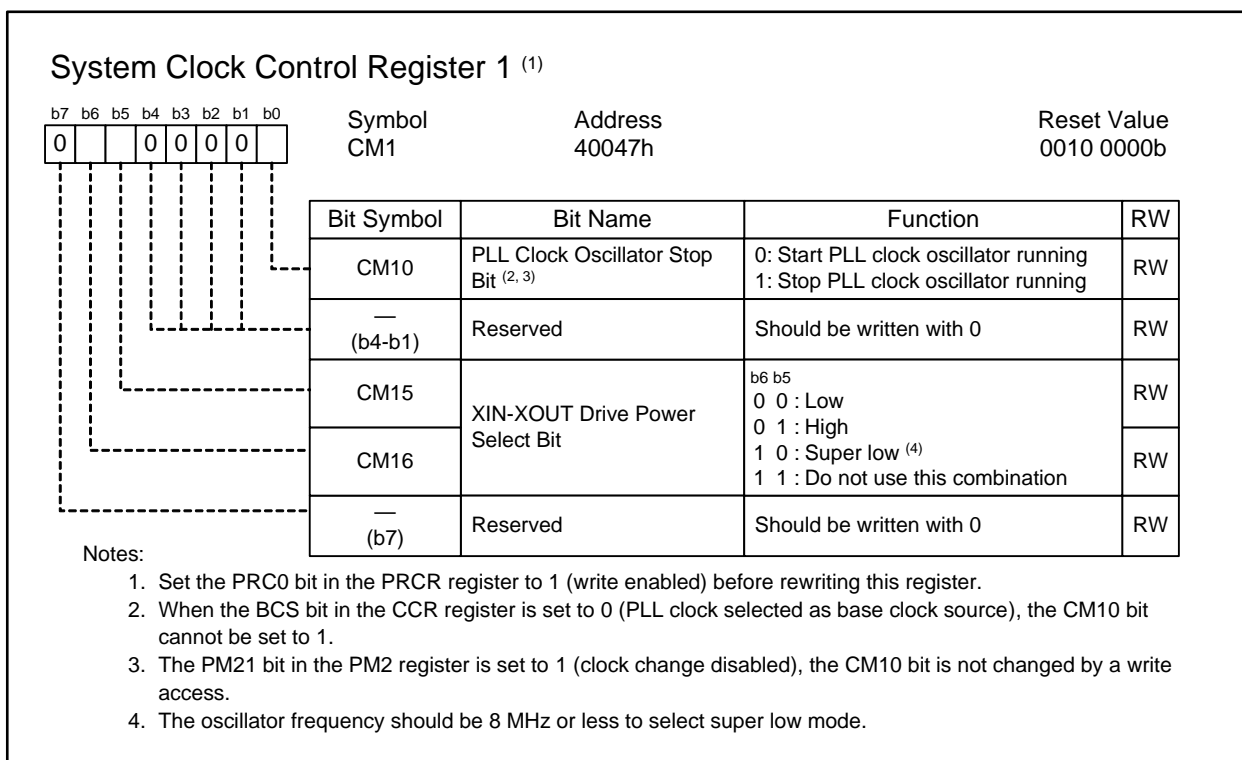 System Clock Control Register 1 (1)
b7 b6 b5 b4 b3 b2 b1 b0
0 0 0 0 0
Symbol Address Reset Value
CM1 40047h 0010 0000b
Bit Symbol Bit Name Function RW
CM10 PLL Clock Oscillator Stop Bit (2, 3) 0: Start PLL clock oscillator running
1: Stop PLL clock oscillator running RW
—
(b4-b1) Reserved Should be written with 0 RW
CM15 XIN-XOUT Drive Power
Select Bit
b6 b5
0 0 : Low
0 1 : High
1 0 : Super low (4)
1 1 : Do not use this combination
RW
CM16 RW
—
(b7) Reserved Should be written with 0 RW
Notes:
1. Set the PRC0 bit in the PRCR register to 1 (write enabled) before rewriting this register.
2. When the BCS bit in the CCR register is set to 0 (PLL clock selected as base clock source), the CM10 bit
cannot be set to 1.
3. The PM21 bit in the PM2 register is set to 1 (clock change disabled), the CM10 bit is not changed by a write
access.
4. The oscillator frequency should be 8 MHz or less to select super low mode.